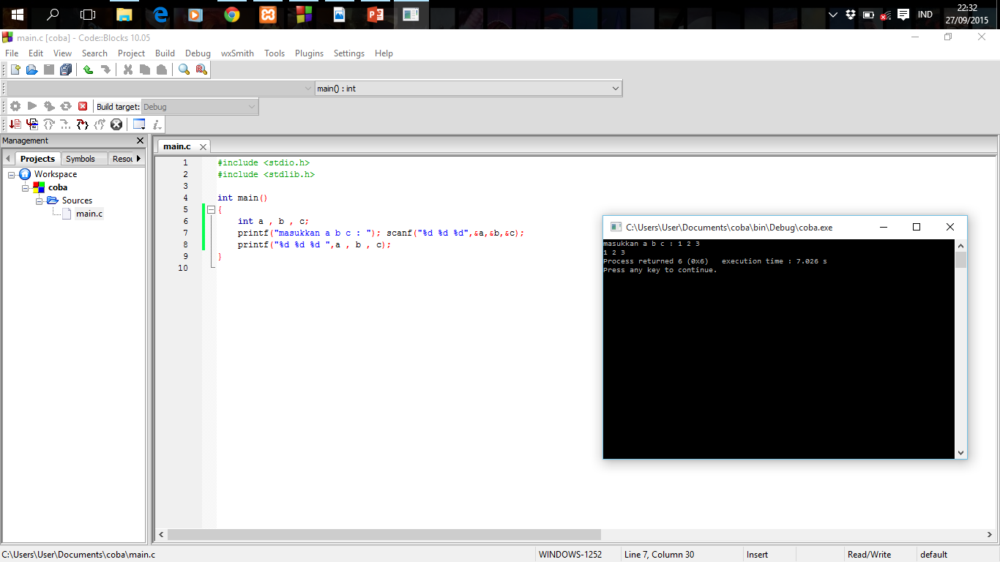 22:32
IND
27/09/2015
main.c [coba] - Code::Blocks 10.05
File Edit View Search Project Build Debug wxSmith Tools Plugins Settings Help
main() : int
Build target: Debug
Management
Projects Symbols Resou
Workspace
coba
Sources
main.c
main.c
1 #include <stdio.h>
2 #include <stdlib.h>
3
4 int main()
5 {
6 int a , b , c;
7 printf("masukkan a b c : "); scanf("%d %d %d",&a,&b,&c);
8 printf("%d %d %d ",a , b , c);
9 }
10
C:\Users\User\Documents\coba\bin\Debug\coba.exe
masukkan a b c : 1 2 3
1 2 3
Process returned 6 (0x6) execution time : 7.026 s
Press any key to continue.
C:\Users\User\Documents\coba\main.c WINDOWS-1252 Line 7, Column 30 Insert Read/Write default